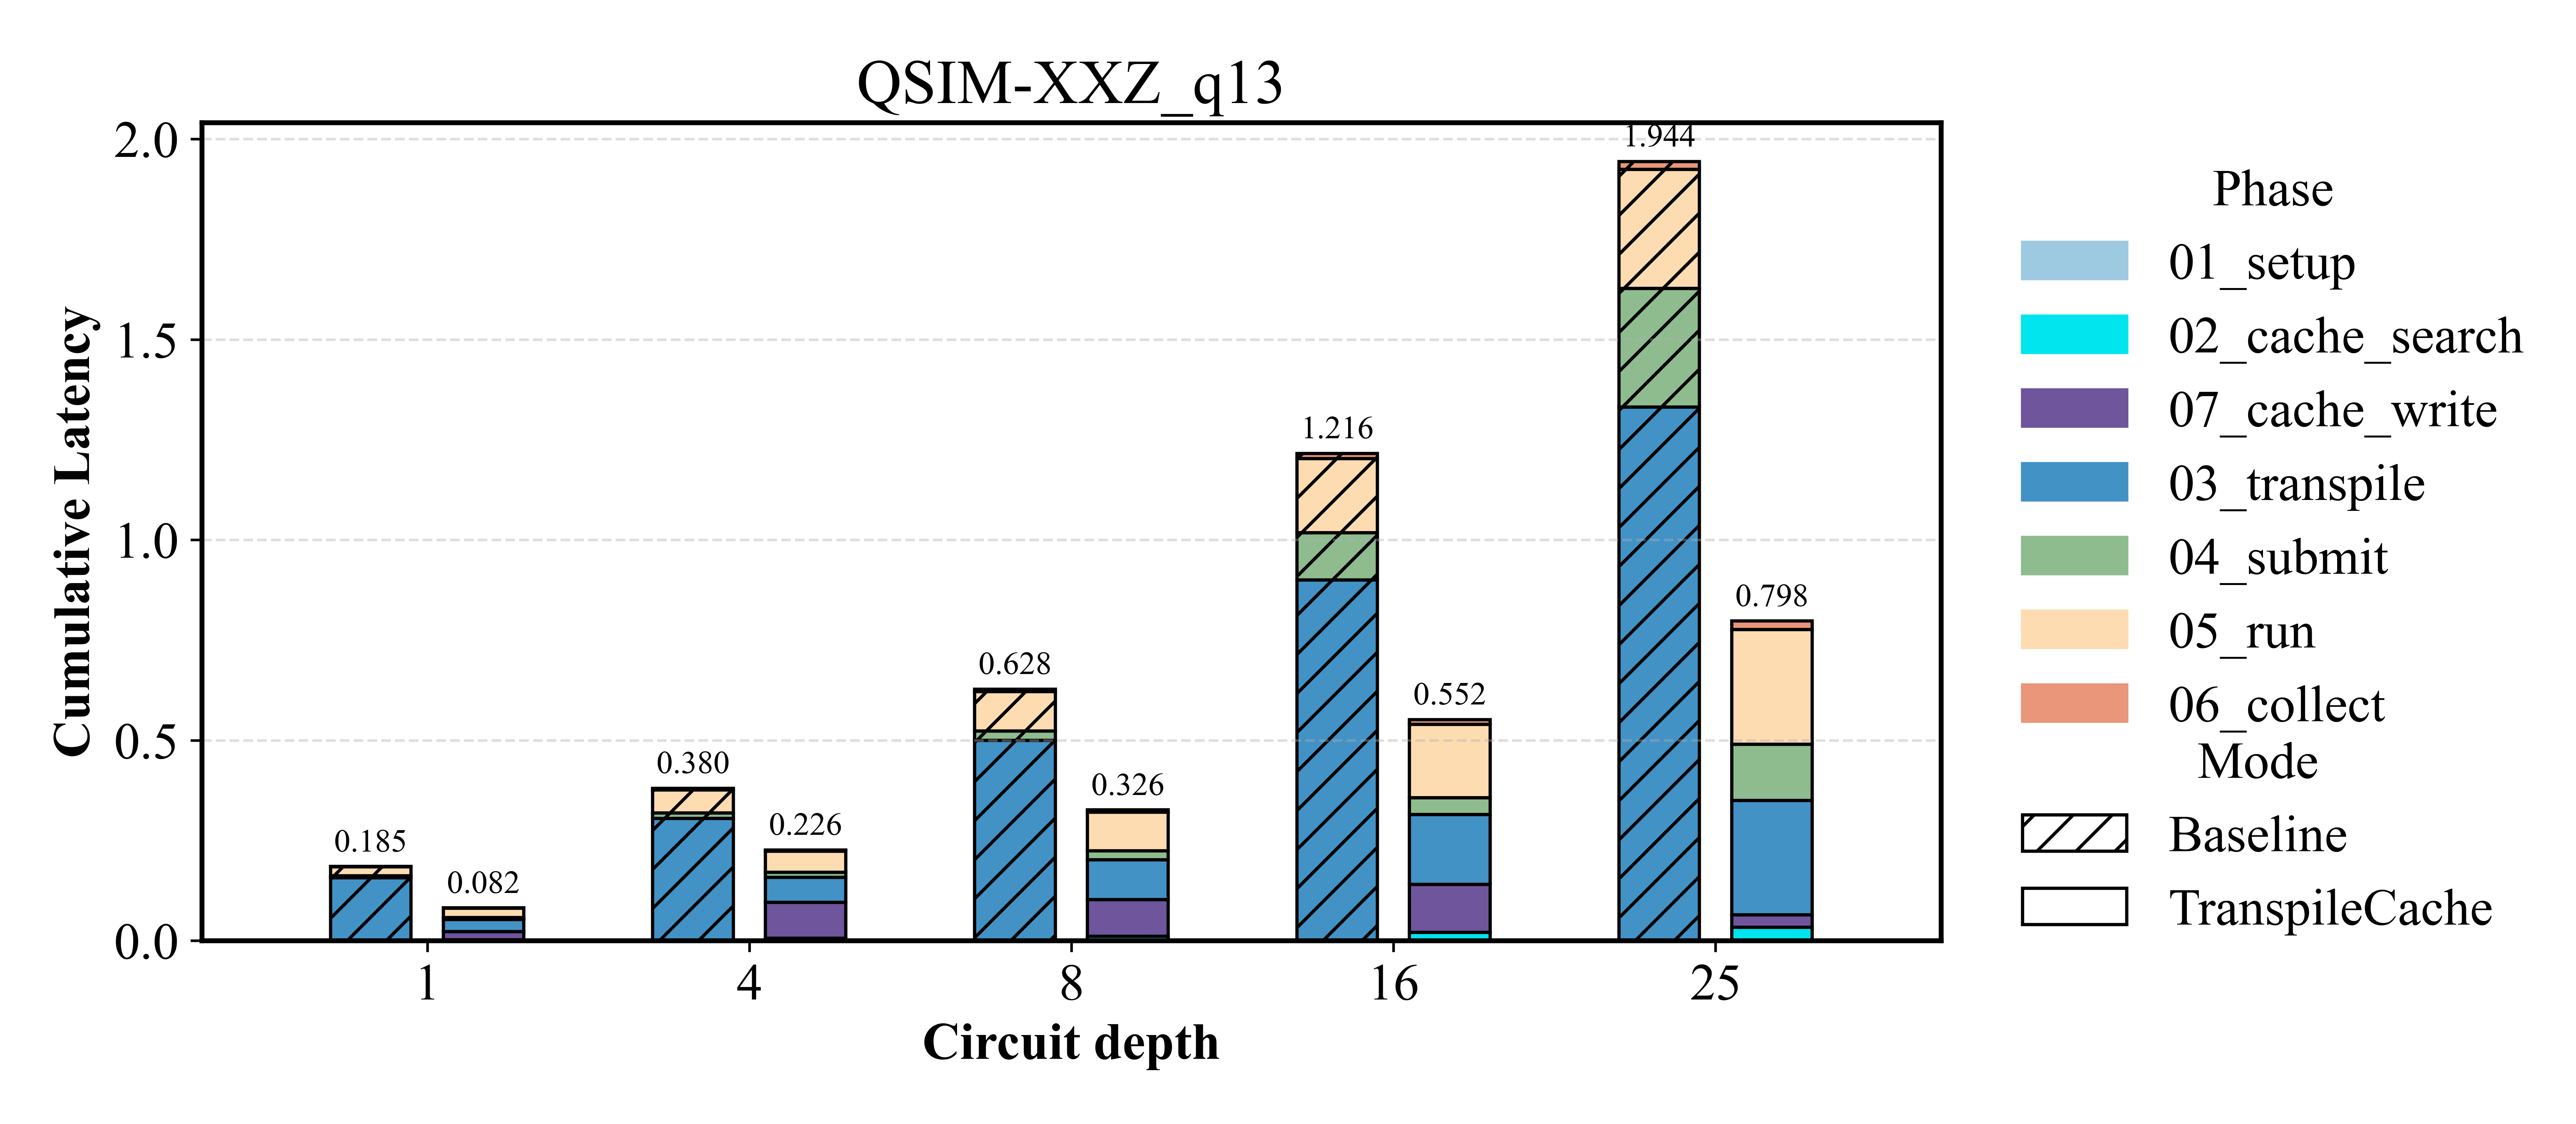 QSIM-XXZ_q13
Cumulative Latency
2.0
1.5
1.0
0.5
0.0
0.185
0.082
0.380
0.226
0.628
0.326
1.216
0.552
1.944
0.798
1
4
8
16
25
Circuit depth
Phase
01_setup
02_cache_search
07_cache_write
03_transpile
04_submit
05_run
06_collect
Mode
Baseline
TranspileCache